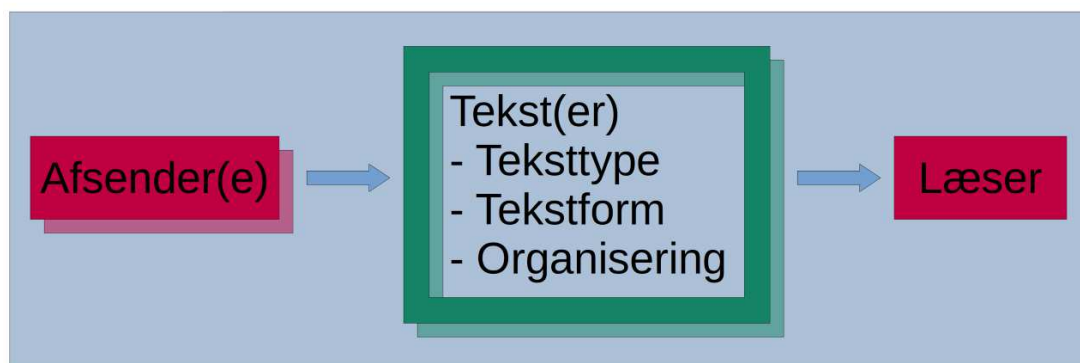 Afsender(e)
Tekst(er)
- Teksttype
- Tekstform
- Organisering
Læser